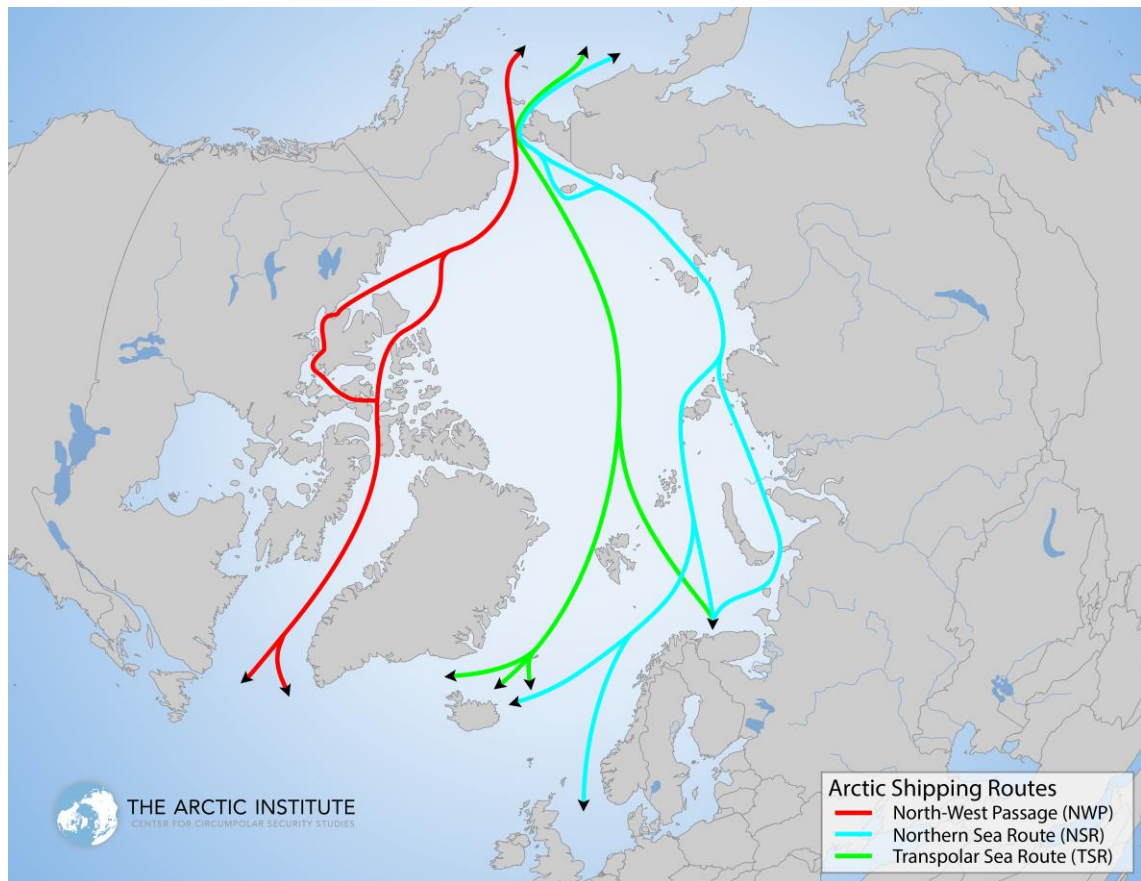 THE ARCTIC INSTITUTE
CENTER FOR CIRCUMPOLAR SECURITY STUDIES
Arctic Shipping Routes
North-West Passage (NWP)
Northern Sea Route (NSR)
Transpolar Sea Route (TSR)